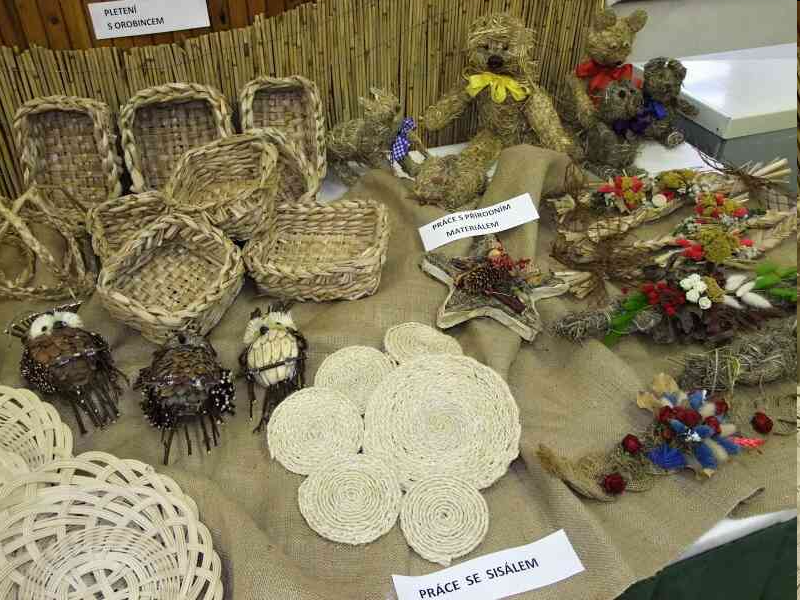 PLETENÍ
S OROBINCEM
PRÁCE S PŘÍRODNÍM
MATERIÁLEM
PRÁCE SE SISÁLEM